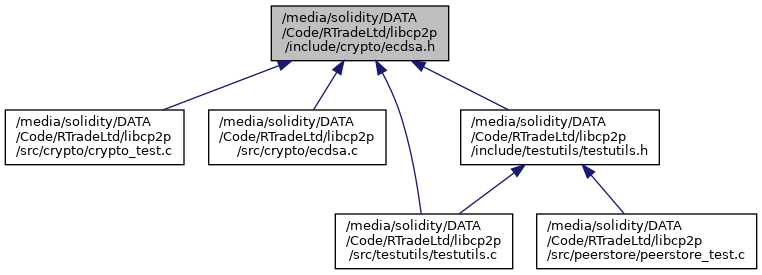 /media/solidity/DATA
/Code/RTradeLtd/libcp2p
/include/crypto/ecdsa.h
/media/solidity/DATA
/Code/RTradeLtd/libcp2p
/src/crypto/crypto_test.c
/media/solidity/DATA
/Code/RTradeLtd/libcp2p
/src/crypto/ecdsa.c
/media/solidity/DATA
/Code/RTradeLtd/libcp2p
/include/testutils/testutils.h
/media/solidity/DATA
/Code/RTradeLtd/libcp2p
/src/testutils/testutils.c
/media/solidity/DATA
/Code/RTradeLtd/libcp2p
/src/peerstore/peerstore_test.c